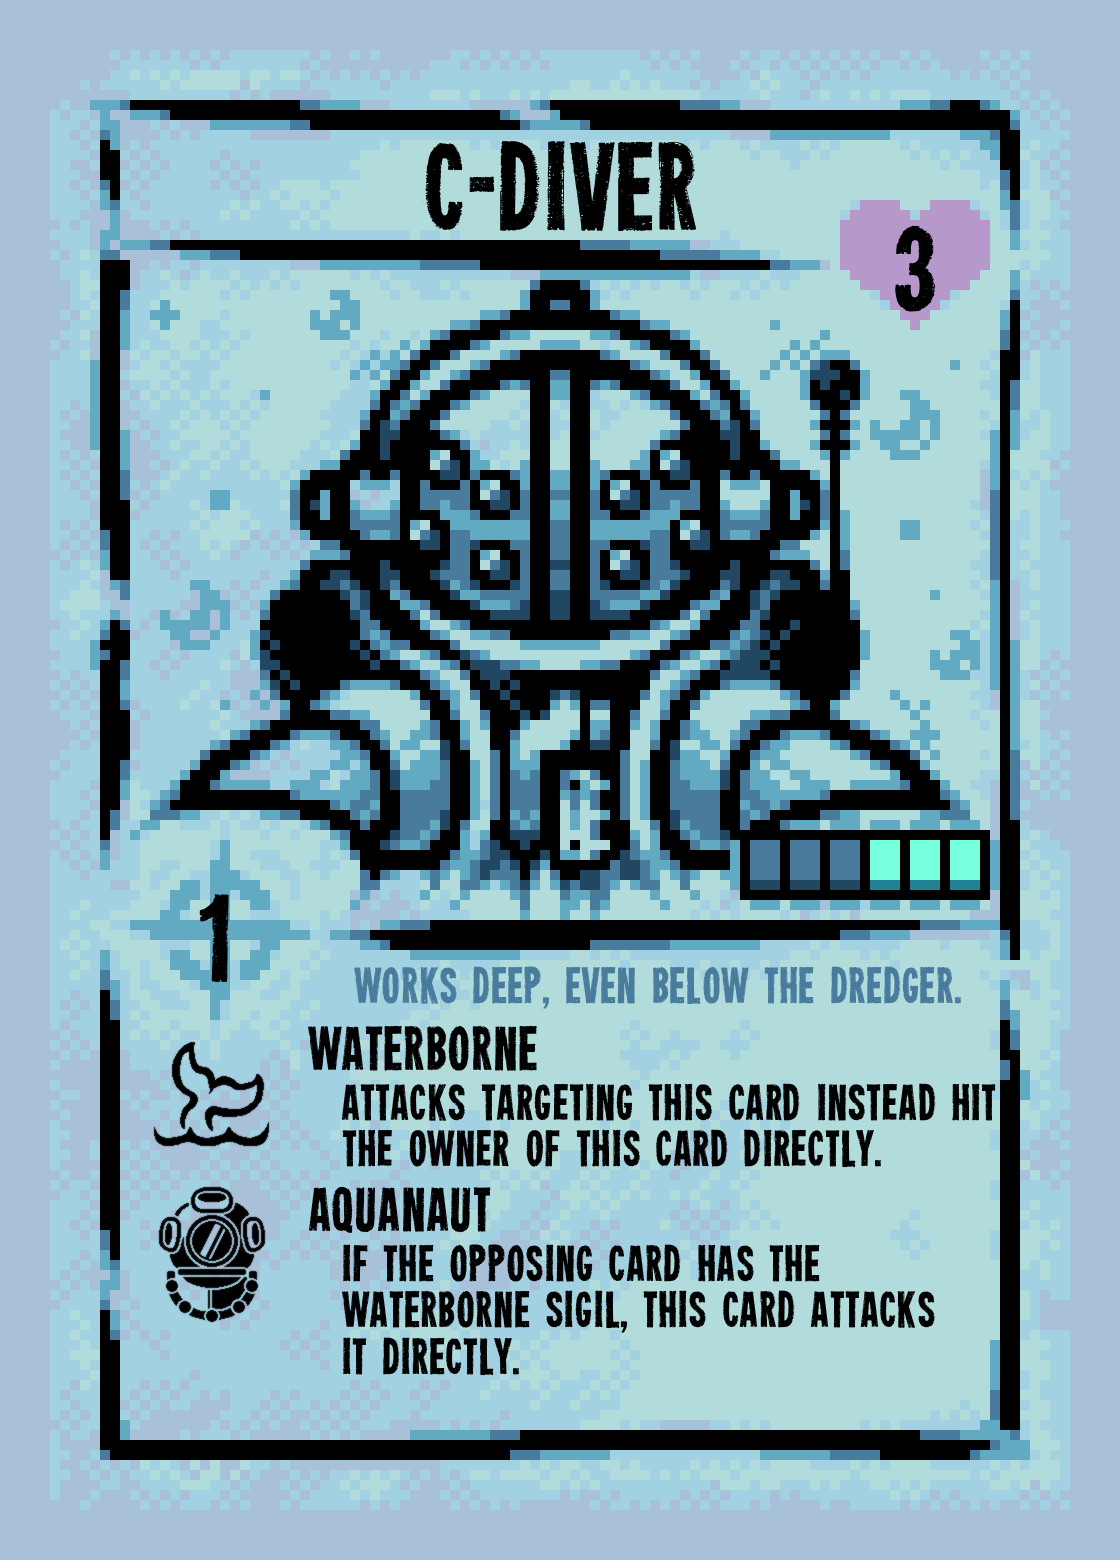 C-DIVER
3
1
WORKS DEEP, EVEN BELOW THE DREDGER.
WATERBORNE
ATTACKS TARGETING THIS CARD INSTEAD HIT
THE OWNER OF THIS CARD DIRECTLY.
AQUANAUT
IF THE OPPOSING CARD HAS THE
WATERBORNE SIGIL, THIS CARD ATTACKS
IT DIRECTLY.